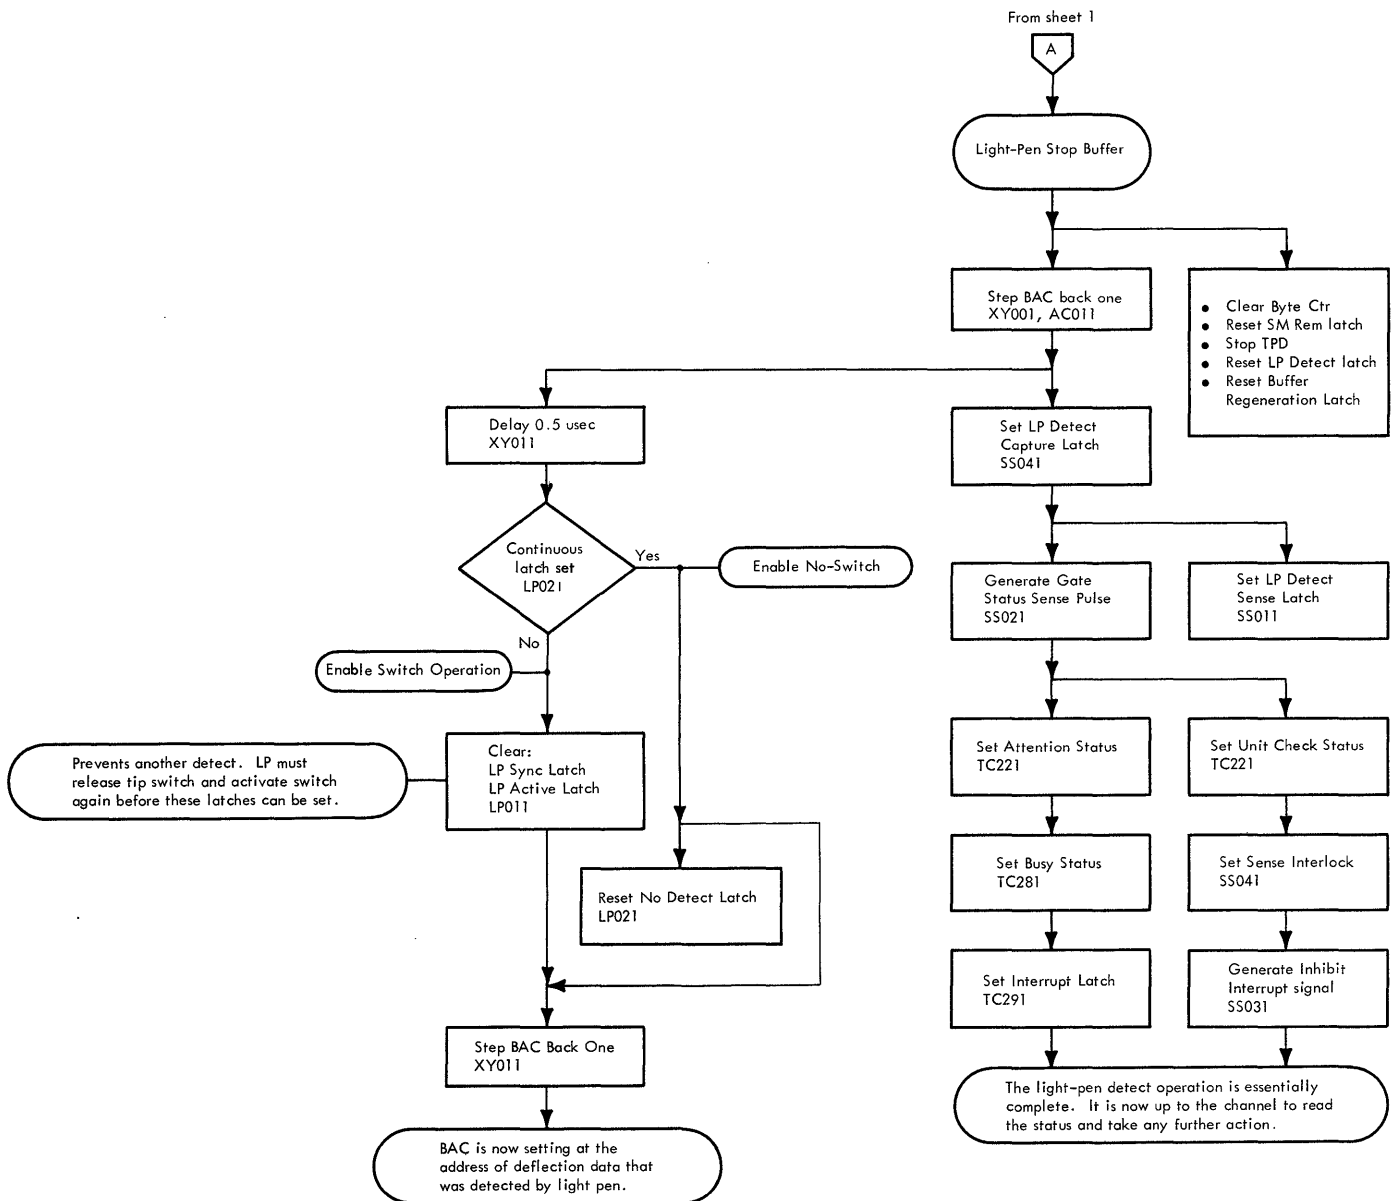 From sheet 1
A
Light-Pen Stop Buffer
Step BAC back one
XY001, AC011
• Clear Byte Ctr
• Reset SM Rem latch
• Stop TPD
• Reset LP Detect latch
• Reset Buffer
Regeneration Latch
Delay 0.5 usec
XY011
Set LP Detect
Capture Latch
SS041
Continuous
latch set
LP021
Yes
Enable No-Switch
No
Enable Switch Operation
Generate Gate
Status Sense Pulse
SS021
Set LP Detect
Sense Latch
SS011
Prevents another detect. LP must
release tip switch and activate switch
again before these latches can be set.
Clear:
LP Sync Latch
LP Active Latch
LP011
Set Attention Status
TC221
Set Unit Check Status
TC221
Reset No Detect Latch
LP021
Set Busy Status
TC281
Set Sense Interlock
SS041
Set Interrupt Latch
TC291
Generate Inhibit
Interrupt signal
SS031
Step BAC Back One
XY011
The light-pen detect operation is essentially
complete. It is now up to the channel to read
the status and take any further action.
BAC is now setting at the
address of deflection data that
was detected by light pen.